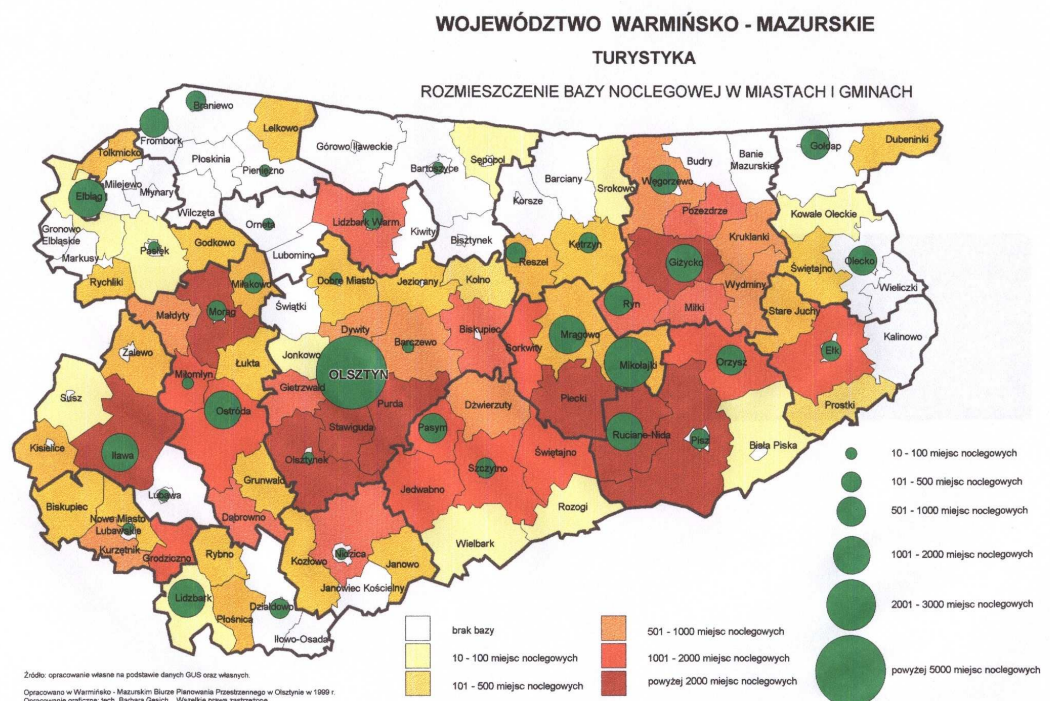 WOJEWÓDZTWO WARMIŃSKO - MAZURSKIE
TURYSTYKA
ROZMIESZCZENIE BAZY NOCLEGOWEJ W MIASTACH I GMINACH
Braniewo
Frombork
Lelkowo
Tolkmicko
Płoskinia
Pieniężno
Górowo Iławeckie
Bartoszyce
Sępopol
Barciany
Srokowo
Węgorzewo
Budry
Banie Mazurskie
Gołdap
Dubeninki
Elbląg
Milejewo
Młynary
Wilczęta
Orneta
Lidzbark Warm.
Kiwity
Korsze
Pozezdrze
Kowale Oleckie
Gronowo Elbląskie
Markusy
Pasłęk
Godkowo
Lubomino
Bisztynek
Reszel
Kętrzyn
Giżycko
Kruklanki
Świętajno
Olecko
Wieliczki
Rychliki
Miłakowo
Dobre Miasto
Jeziorany
Kolno
Ryn
Miłki
Wydminy
Stare Juchy
Małdyty
Morąg
Świątki
Dywity
Barczewo
Biskupiec
Sorkwity
Mrągowo
Mikołajki
Orzysz
Ełk
Kalinowo
Zalewo
Łukta
Jonkowo
OLSZTYN
Miłomłyn
Gietrzwałd
Purda
Dźwierzuty
Piecki
Prostki
Susz
Ostróda
Stawiguda
Pasym
Ruciane-Nida
Pisz
Biała Piska
Kisielice
Iława
Olsztynek
Szczytno
Świętajno
Lubawa
Grunwald
Jedwabno
Rozogi
Biskupiec
Nowe Miasto Lubawskie
Dąbrowno
Kurzętnik
Grodziczno
Rybno
Kozłowo
Nidzica
Janowo
Wielbark
Lidzbark
Płośnica
Działdowo
Janowiec Kościelny
Iłowo-Osada
brak bazy
10 - 100 miejsc noclegowych
101 - 500 miejsc noclegowych
501 - 1000 miejsc noclegowych
1001 - 2000 miejsc noclegowych
powyżej 2000 miejsc noclegowych
10 - 100 miejsc noclegowych
101 - 500 miejsc noclegowych
501 - 1000 miejsc noclegowych
1001 - 2000 miejsc noclegowych
2001 - 3000 miejsc noclegowych
powyżej 5000 miejsc noclegowych
Źródło: opracowanie własne na podstawie danych GUS oraz własnych.
Opracowano w Warmińsko - Mazurskim Biurze Planowania Przestrzennego w Olsztynie w 1999 r.
Opracowanie graficzne: tech. Barbara Gesich Wszelkie prawa zastrzeżone